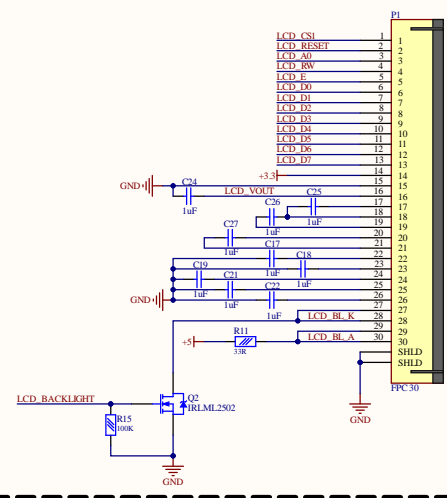 P1
LCD_CS1 1 1
LCD_RESET 2 2
LCD_A0 3 3
LCD_RW 4 4
LCD_E 5 5
LCD_D0 6 6
LCD_D1 7 7
LCD_D2 8 8
LCD_D3 9 9
LCD_D4 10 10
LCD_D5 11 11
LCD_D6 12 12
LCD_D7 13 13
+3.3 14 14
GND C24 15 15
1uF LCD_VOUT 16 16
C25 17 17
1uF
C26 18 18
1uF 19 19
C27 20 20
1uF 21 21
C17 22 22
1uF
C18 23 23
1uF
C19 24 24
1uF
C21 25 25
1uF
GND C22 26 26
1uF
27 27
LCD_BL_K 28 28
29 29
+5 R11 LCD_BL_A 30 30
33R
SHLD
SHLD
FPC30
GND
LCD_BACKLIGHT
Q2
IRLML2502
R15
100K
GND